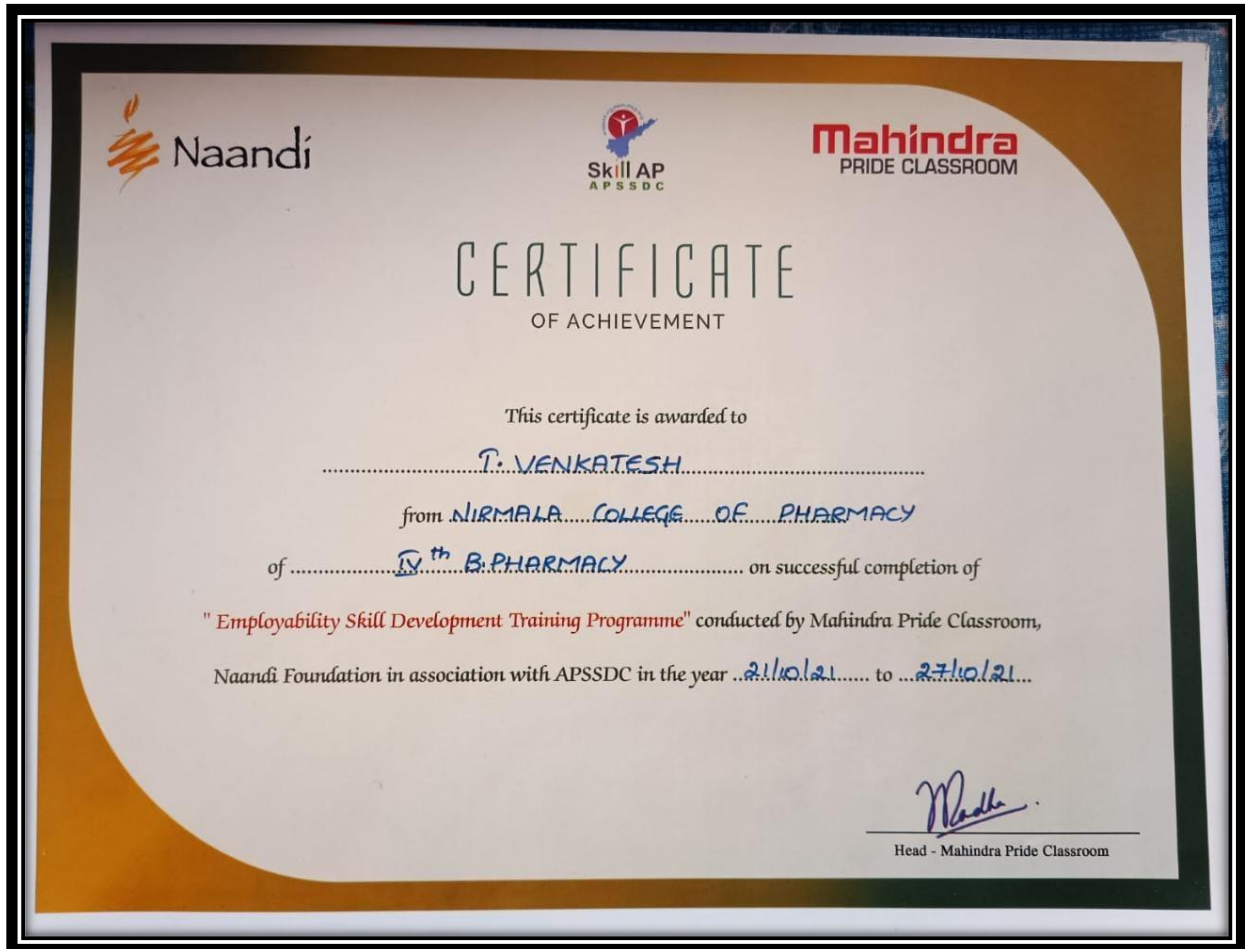 Naandi
Skill AP
APSSDC
Mahindra
PRIDE CLASSROOM
CERTIFICATE
OF ACHIEVEMENT
This certificate is awarded to
T. VENKATESH
from NIRMALA COLLEGE OF PHARMACY
of IVth B.PHARMACY on successful completion of
" Employability Skill Development Training Programme" conducted by Mahindra Pride Classroom,
Naandi Foundation in association with APSSDC in the year 21/10/21 to 27/10/21
Madhu
Head - Mahindra Pride Classroom